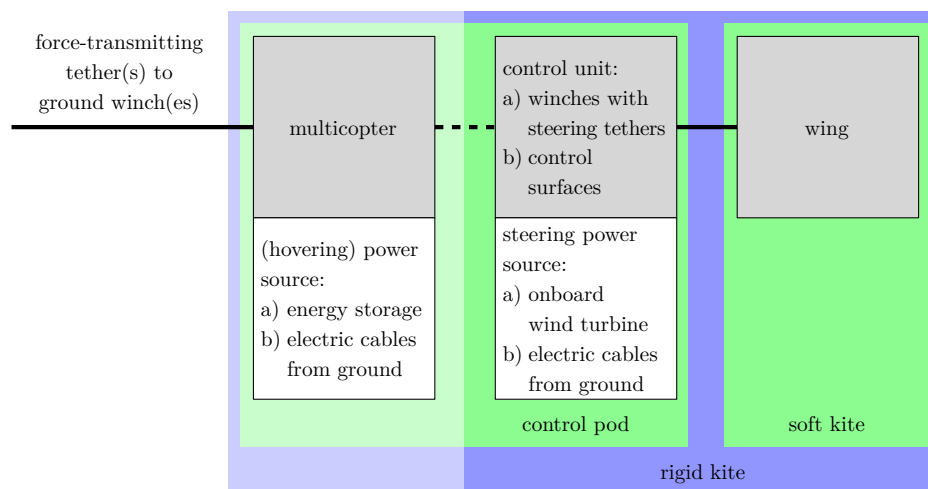 force-transmitting
tether(s) to
ground winch(es)
multicopter
(hovering) power
source:
a) energy storage
b) electric cables
from ground
control unit:
a) winches with
steering tethers
b) control
surfaces
steering power
source:
a) onboard
wind turbine
b) electric cables
from ground
wing
control pod
soft kite
rigid kite